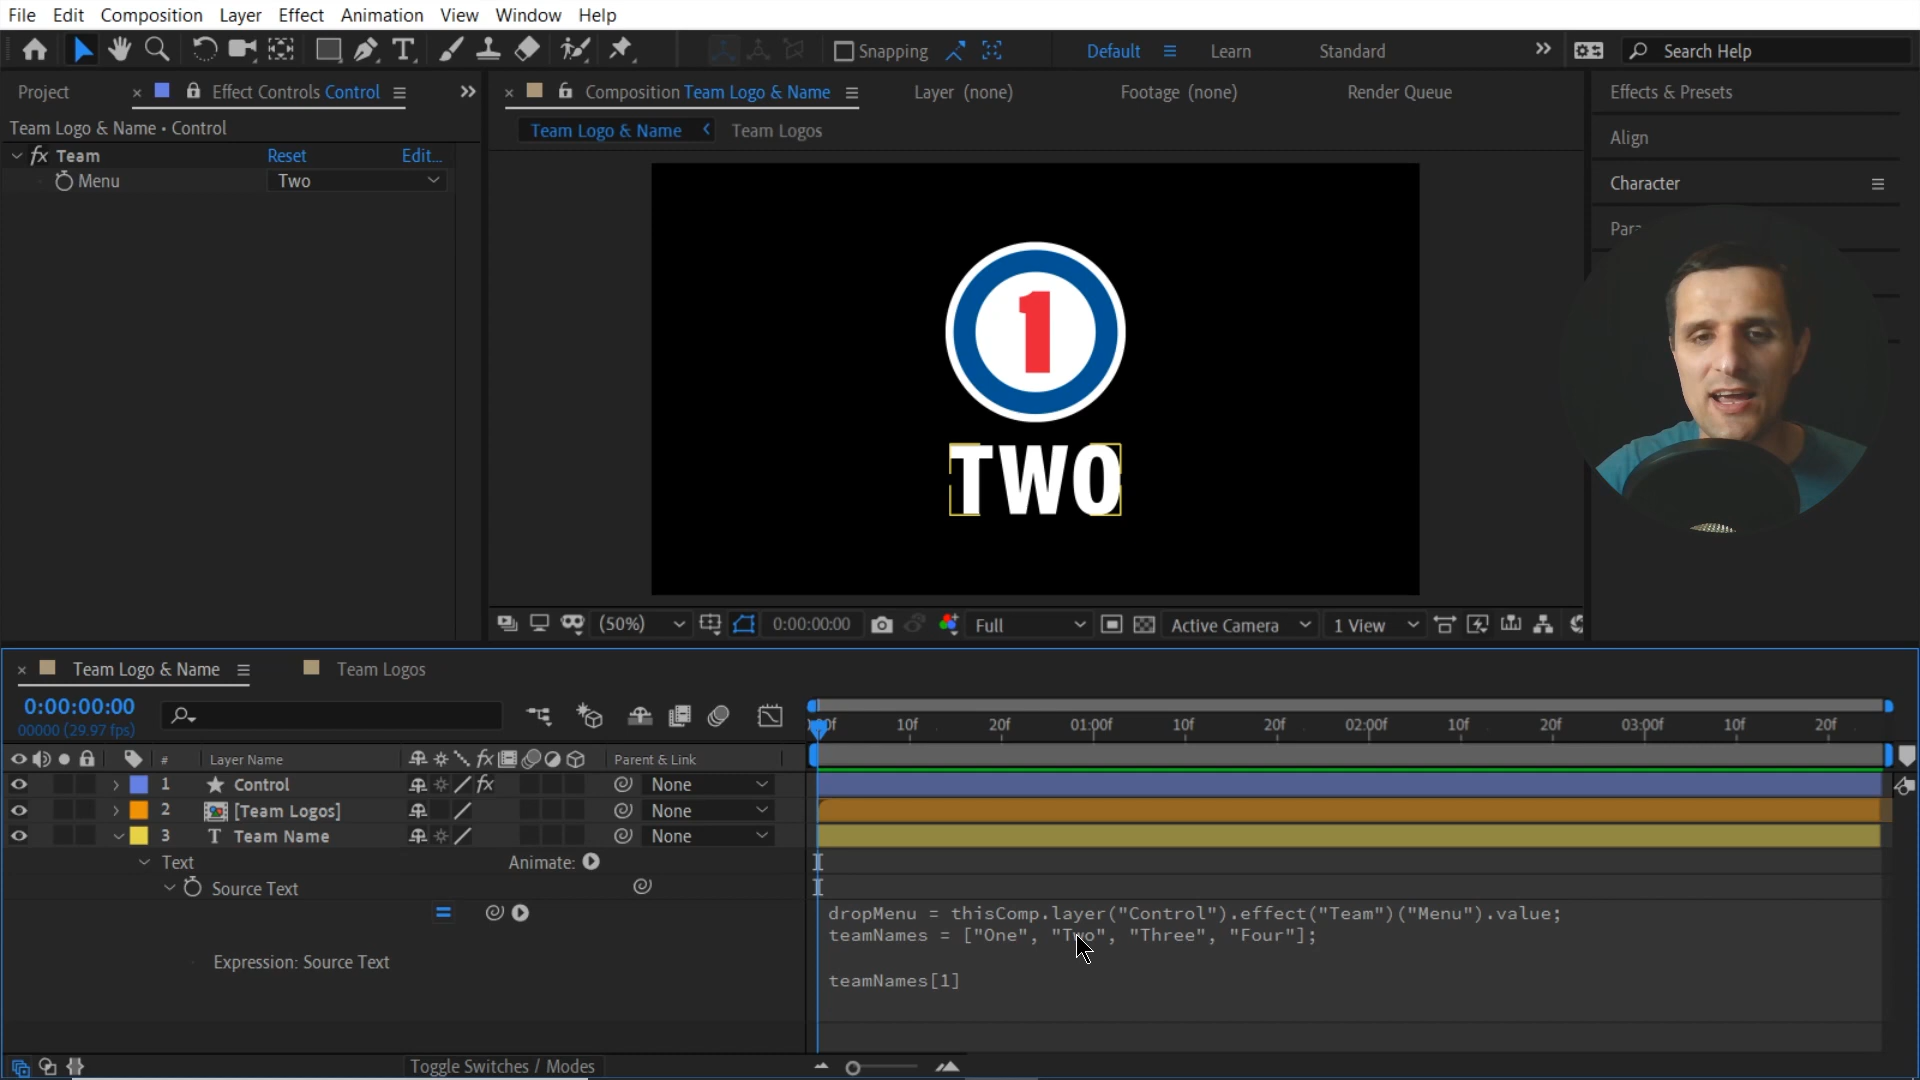 File Edit Composition Layer Effect Animation View Window Help
Snapping Default Learn Standard Search Help
Project Effect Controls Control
Team Logo & Name • Control
fx Team Reset Edit...
Menu Two
Composition Team Logo & Name Layer (none) Footage (none) Render Queue
Team Logo & Name Team Logos
1
TWO
(50%) 0:00:00:00 Full Active Camera 1 View
Effects & Presets
Align
Character
Team Logo & Name Team Logos
0:00:00:00
00000 (29.97 fps)
:00f 10f 20f 01:00f 10f 20f 02:00f 10f 20f 03:00f 10f 20f
# Layer Name fx Parent & Link
1 Control fx None
2 [Team Logos] None
3 T Team Name None
Text Animate:
Source Text
Expression: Source Text
dropMenu = thisComp.layer("Control").effect("Team")("Menu").value;
teamNames = ["One", "Two", "Three", "Four"];
teamNames[1]
Toggle Switches / Modes